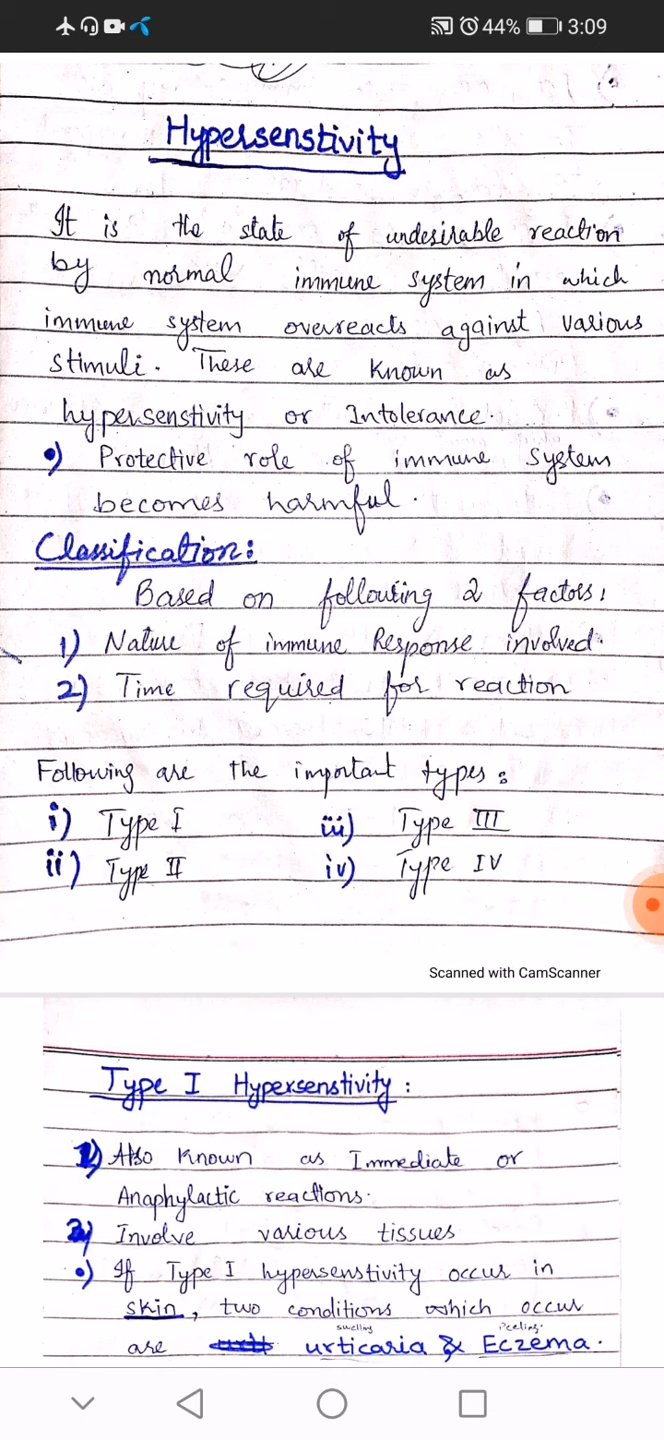 44% 3:09
Hypersenstivity
It is the state of undesirable reaction
by normal immune system in which
immune system overreacts against various
stimuli. These are known as
hypersenstivity or Intolerance.
•) Protective role of immune system
becomes harmful.
Classification:
Based on following 2 factors:
1) Nature of immune Response involved.
2) Time required for reaction
Following are the important types:
i) Type I iii) Type III
ii) Type II iv) Type IV
Scanned with CamScanner
Type I Hypersenstivity:
1) Also known as Immediate or
Anaphylactic reactions.
2) Involve various tissues
•) If Type I hypersenstivity occur in
skin, two conditions which occur
swelling Peeling.
are urticaria & Eczema.